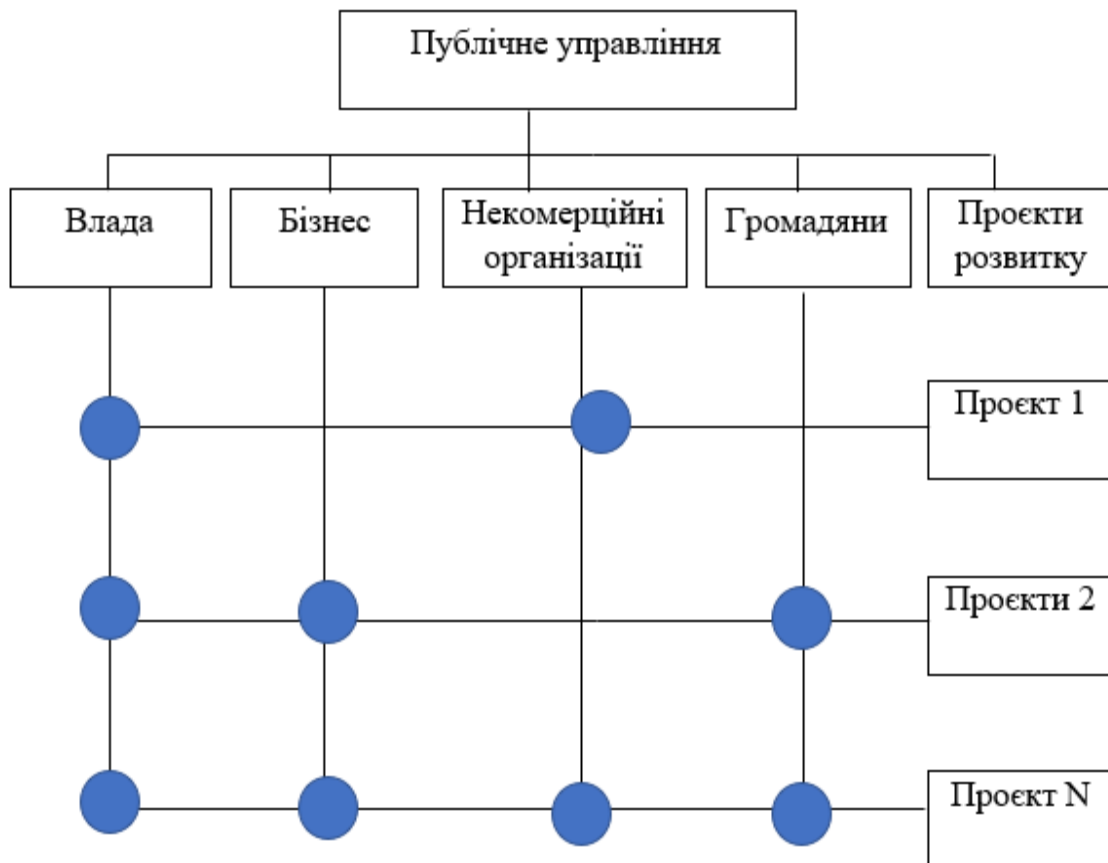 Публічне управління
Влада
Бізнес
Некомерційні
організації
Громадяни
Проєкти
розвитку
Проєкт 1
Проєкти 2
Проєкт N